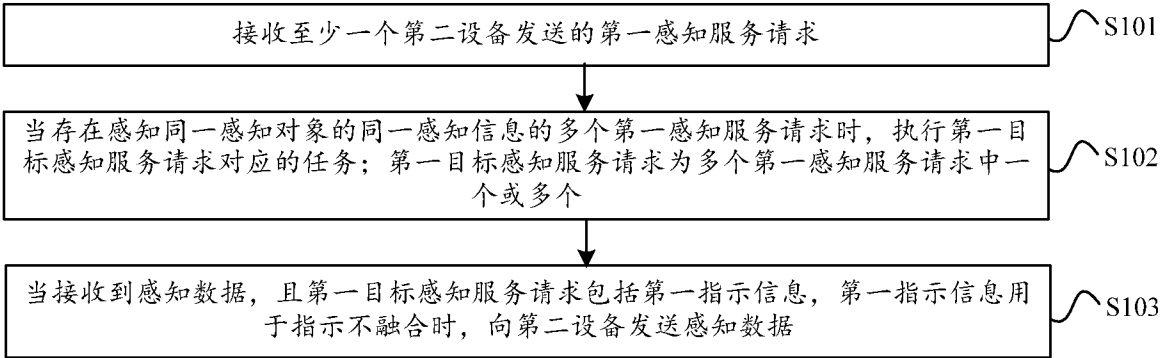 接收至少一个第二设备发送的第一感知服务请求
S101
当存在感知同一感知对象的同一感知信息的多个第一感知服务请求时，执行第一目
标感知服务请求对应的任务；第一目标感知服务请求为多个第一感知服务请求中一
个或多个
S102
当接收到感知数据，且第一目标感知服务请求包括第一指示信息，第一指示信息用
于指示不融合时，向第二设备发送感知数据
S103